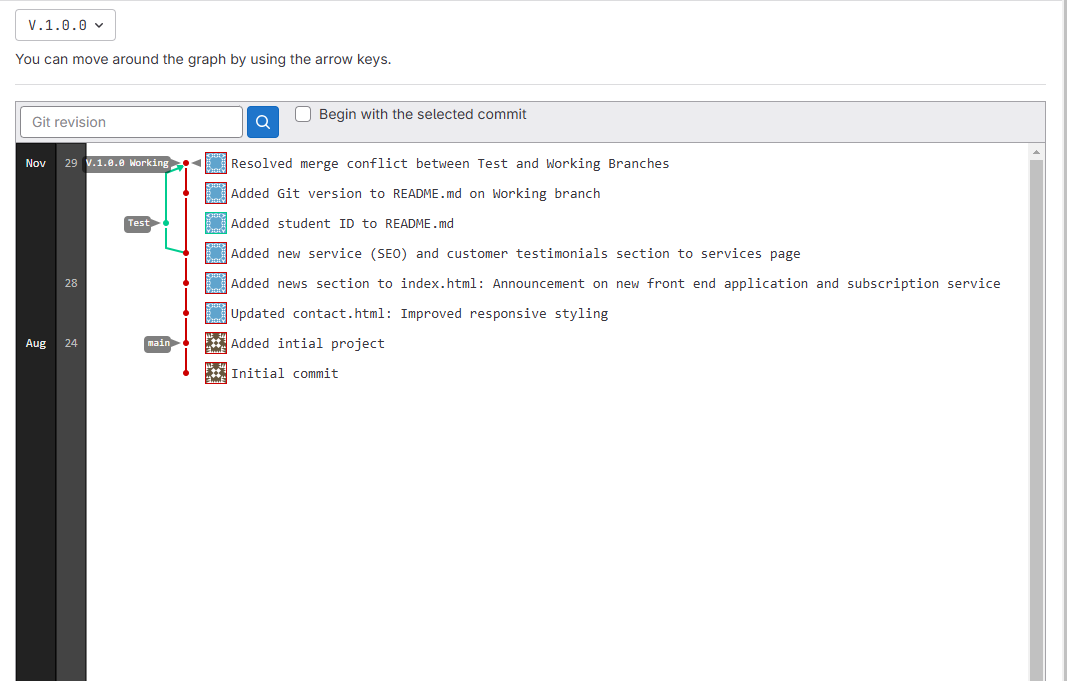 V.1.0.0
You can move around the graph by using the arrow keys.
Git revision
Begin with the selected commit
Nov 29 V.1.0.0 Working Resolved merge conflict between Test and Working Branches
Added Git version to README.md on Working branch
Test Added student ID to README.md
Added new service (SEO) and customer testimonials section to services page
28 Added news section to index.html: Announcement on new front end application and subscription service
Updated contact.html: Improved responsive styling
Aug 24 main Added intial project
Initial commit